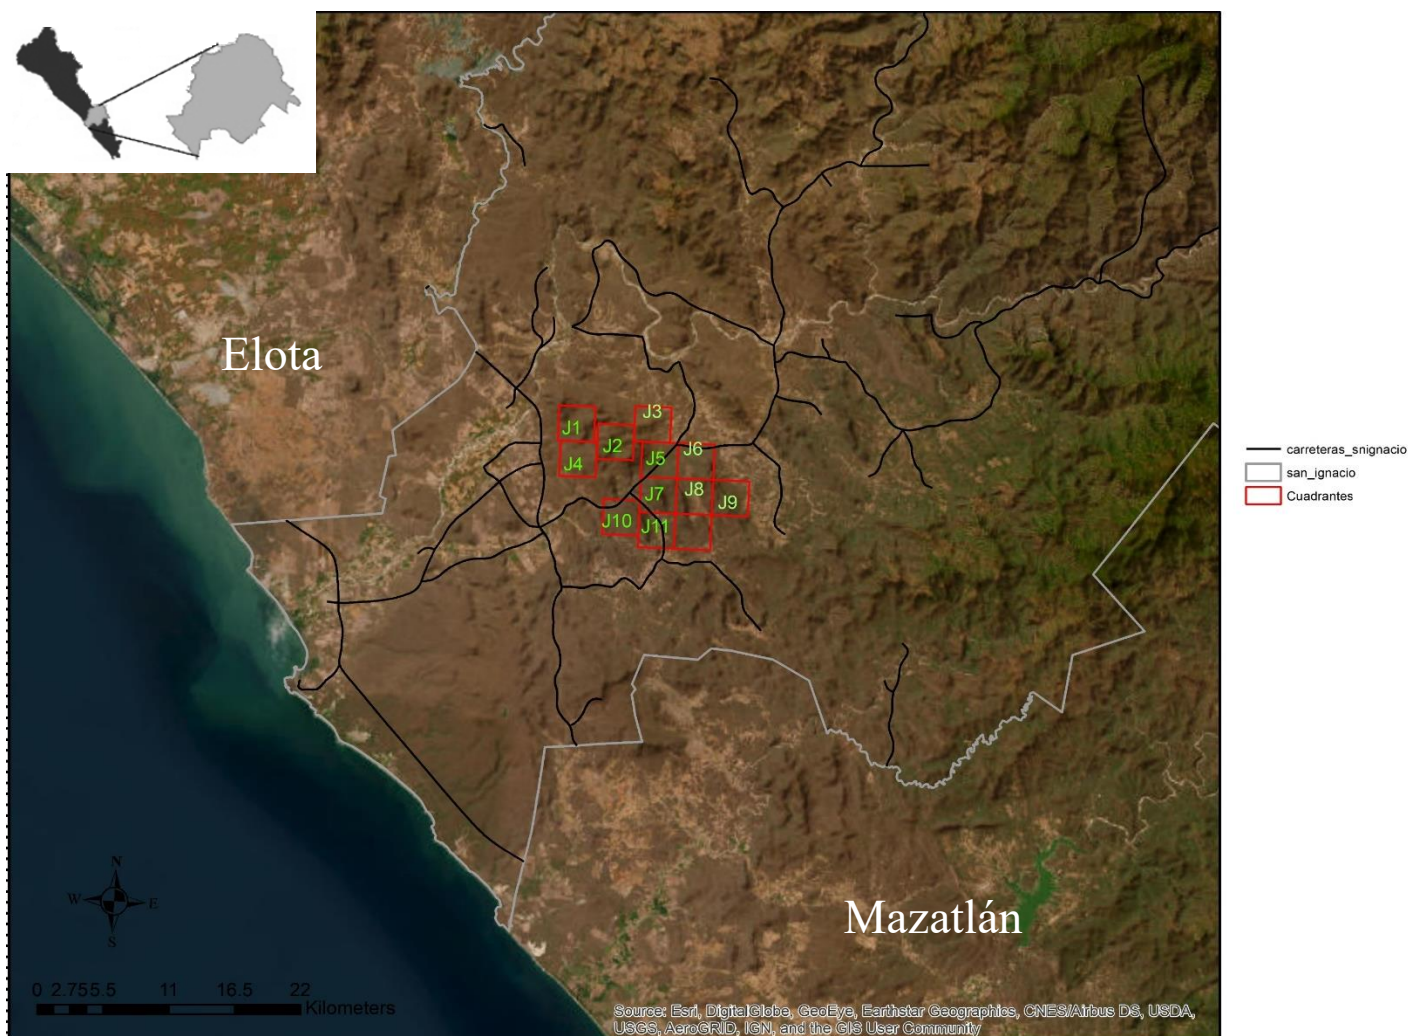 Elota
J3
J1
J2
J6
J5
J4
J8
J7
J9
J10
J11
carreteras_snignacio
san_ignacio
Cuadrantes
N
W
E
S
Mazatlán
0 2.755.5 11 16.5 22
Kilometers
Source: Esri, DigitalGlobe, GeoEye, Earthstar Geographics, CNES/Airbus DS, USDA,
USGS, AeroGRID, IGN, and the GIS User Community